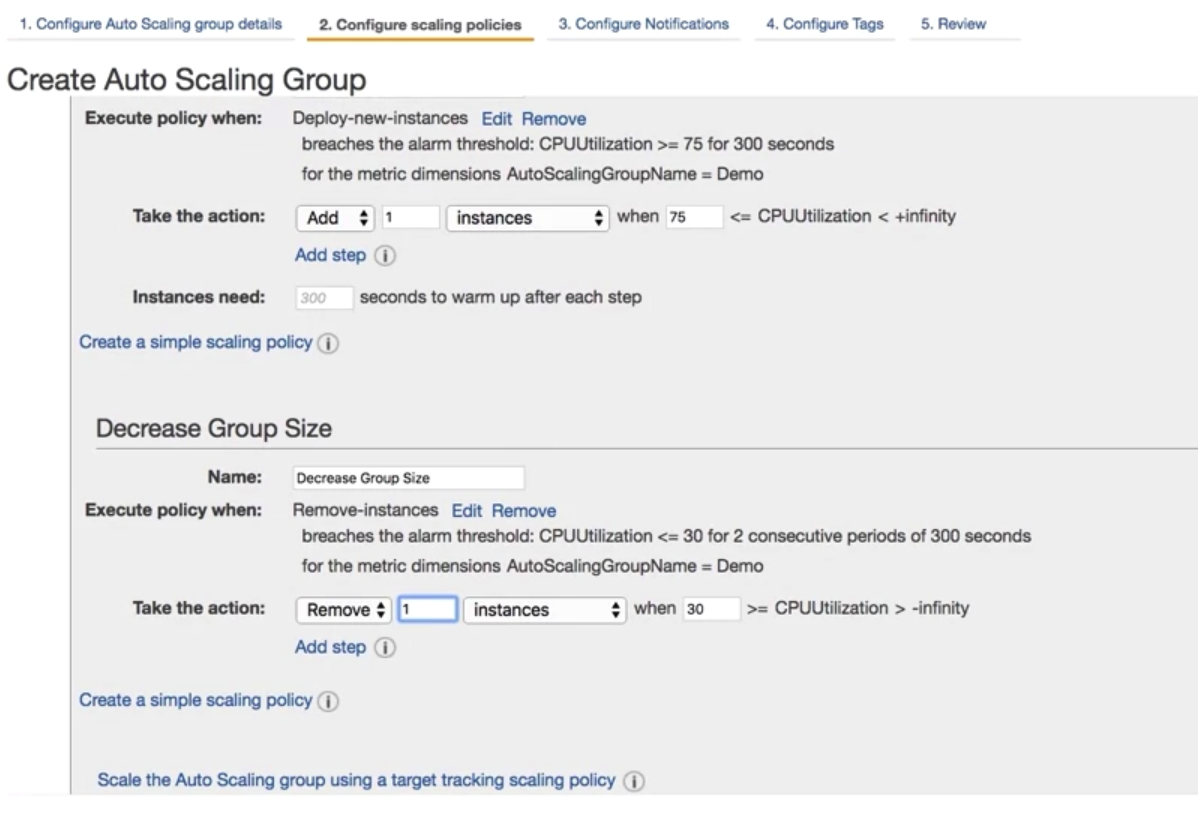 1. Configure Auto Scaling group details 2. Configure scaling policies 3. Configure Notifications 4. Configure Tags 5. Review
Create Auto Scaling Group
Execute policy when: Deploy-new-instances Edit Remove
breaches the alarm threshold: CPUUtilization >= 75 for 300 seconds
for the metric dimensions AutoScalingGroupName = Demo
Take the action: Add 1 instances when 75 <= CPUUtilization < +infinity
Add step i
Instances need: 300 seconds to warm up after each step
Create a simple scaling policy i
Decrease Group Size
Name: Decrease Group Size
Execute policy when: Remove-instances Edit Remove
breaches the alarm threshold: CPUUtilization <= 30 for 2 consecutive periods of 300 seconds
for the metric dimensions AutoScalingGroupName = Demo
Take the action: Remove 1 instances when 30 >= CPUUtilization > -infinity
Add step i
Create a simple scaling policy i
Scale the Auto Scaling group using a target tracking scaling policy i